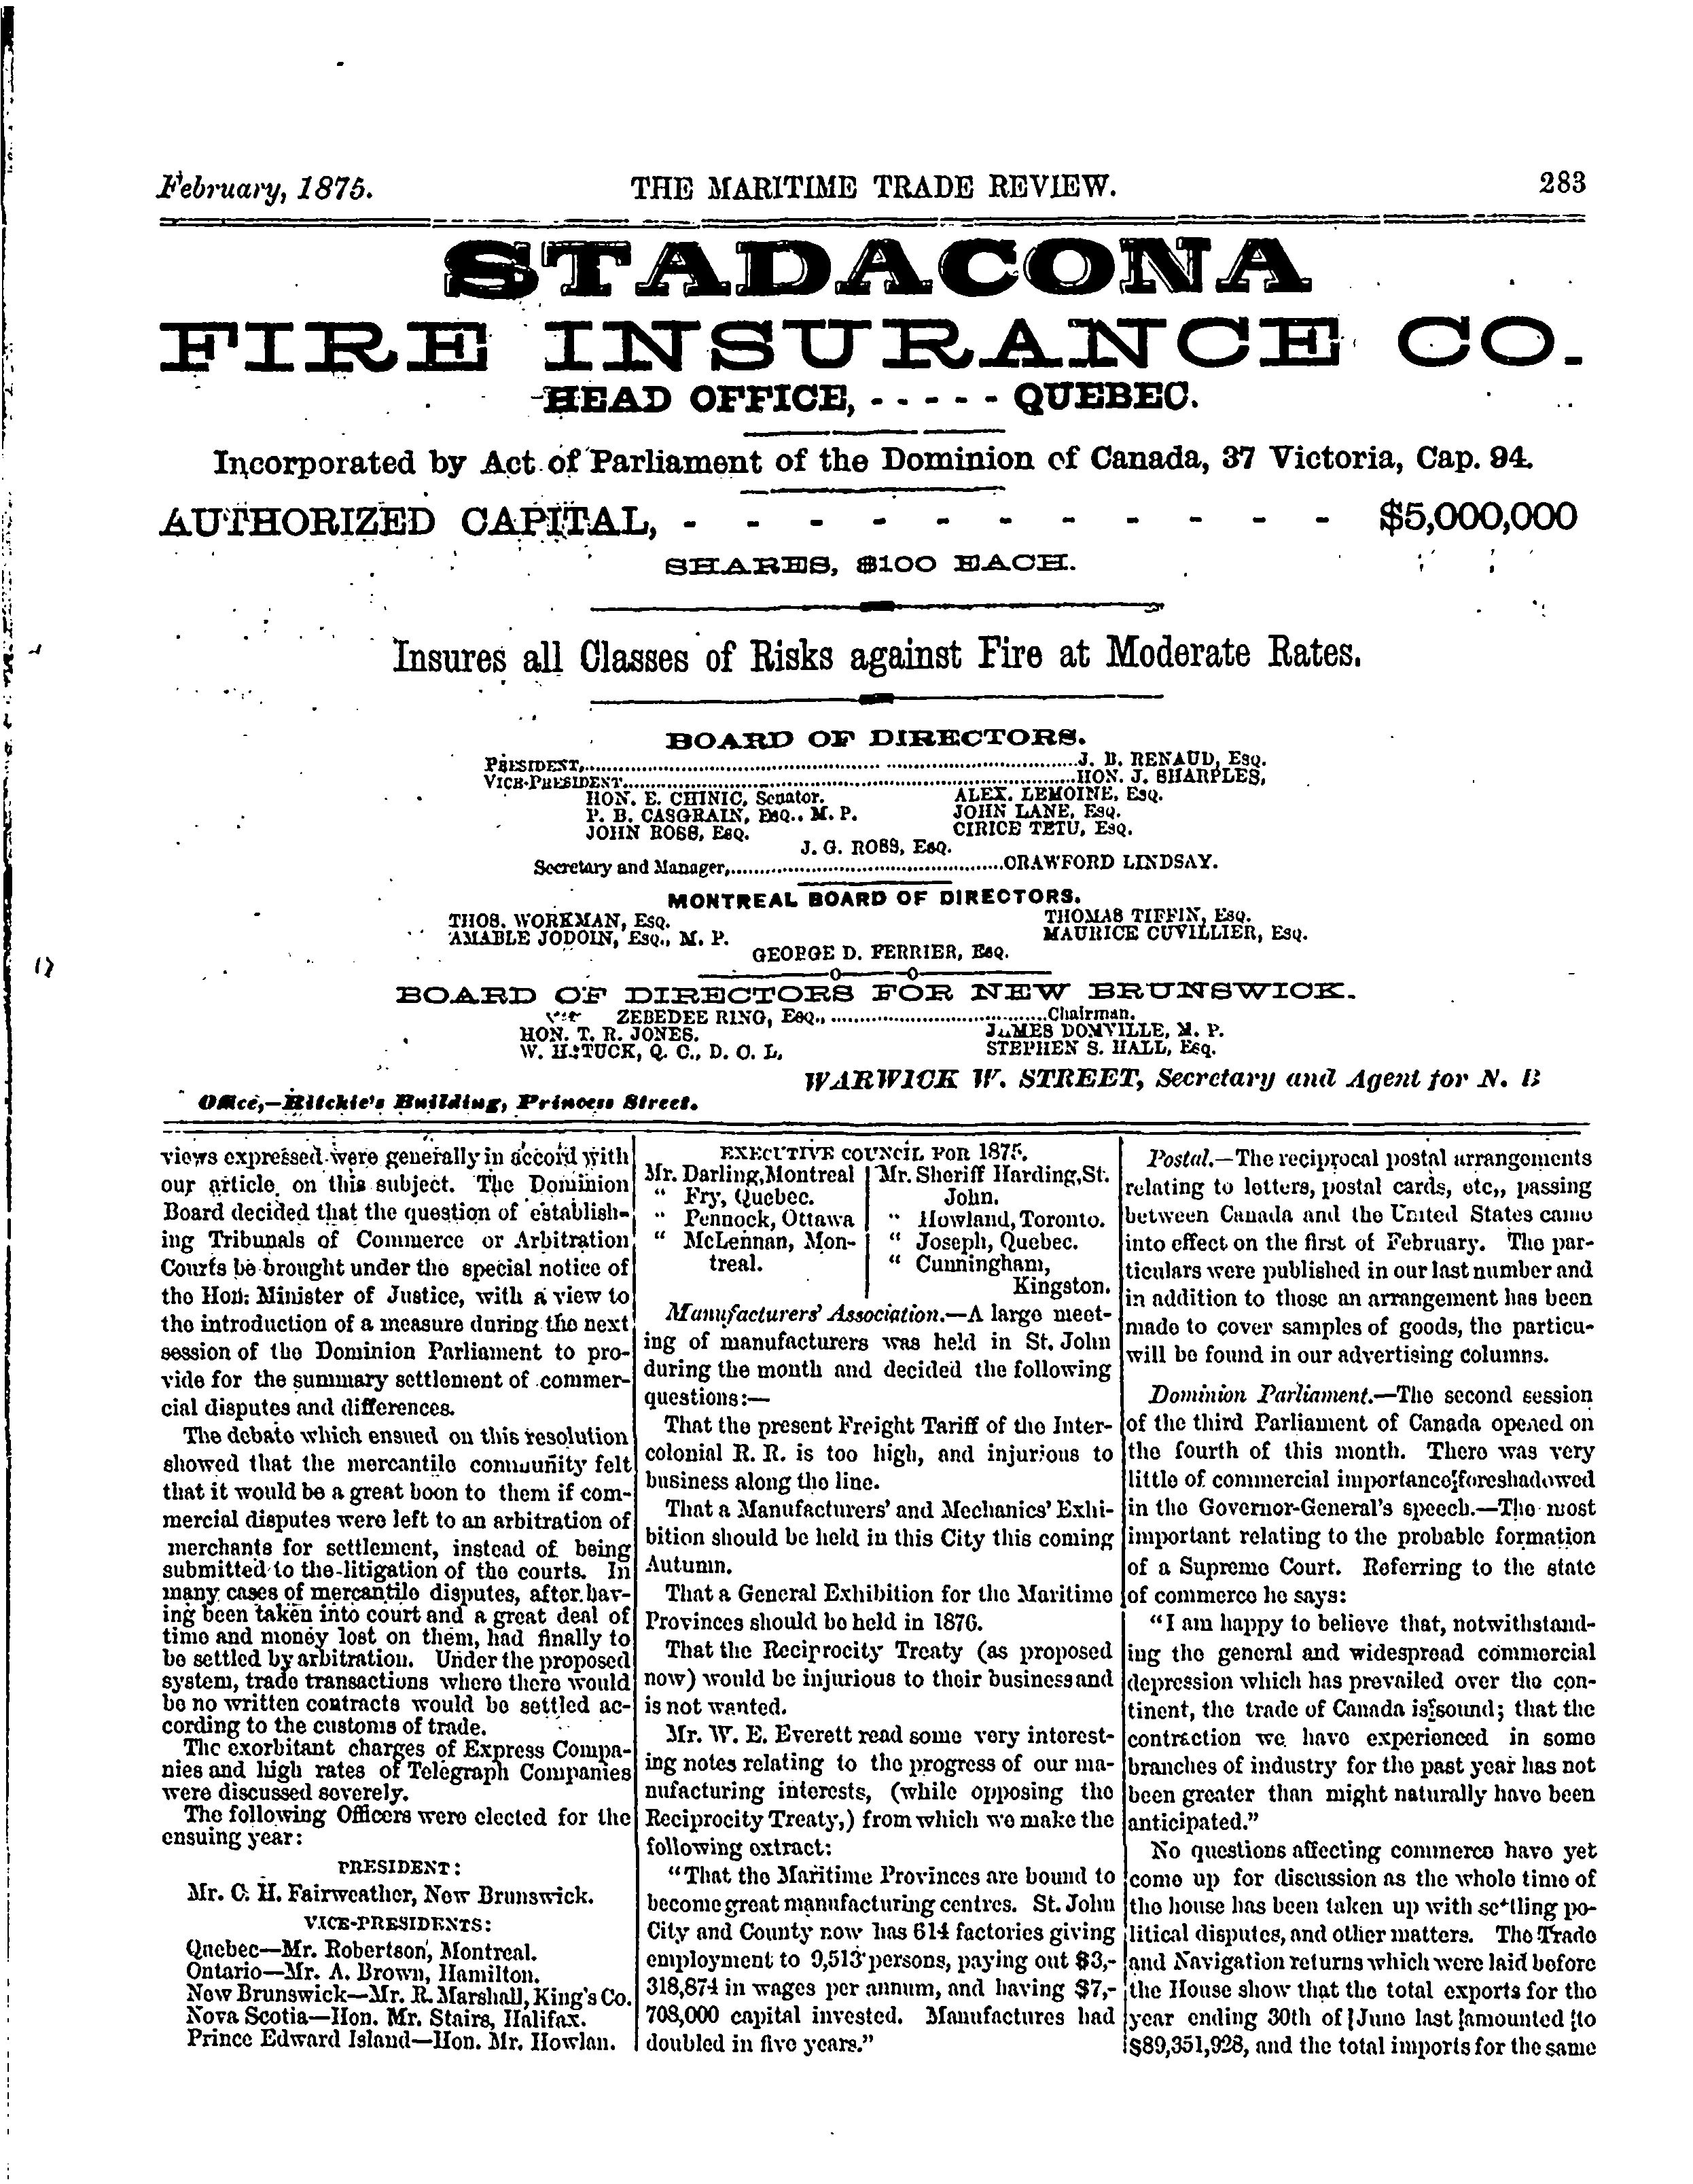 February, 1875.
THE MARITIME TRADE REVIEW.
283
STADACONA
FIRE INSURANCE CO.
HEAD OFFICE, - - - - - QUEBEC.
Incorporated by Act of Parliament of the Dominion of Canada, 37 Victoria, Cap. 94.
AUTHORIZED CAPITAL, - - - - - - - - - - - $5,000,000
SHARES, $100 EACH.
Insures all Classes of Risks against Fire at Moderate Rates.
BOARD OF DIRECTORS.
PRESIDENT,........................J. B. RENAUD, Esq.
VICE-PRESIDENT........................HON. J. SHARPLES,
HON. E. CHINIC, Senator. ALEX. LEMOINE, Esq.
P. B. CASGRAIN, Esq., M. P. JOHN LANE, Esq.
JOHN ROSS, Esq. CIRICE TETU, Esq.
J. G. ROSS, Esq.
Secretary and Manager,........................CRAWFORD LINDSAY.
MONTREAL BOARD OF DIRECTORS.
THOS. WORKMAN, Esq. THOMAS TIFFIN, Esq.
AMABLE JODOIN, Esq., M. P. MAURICE CUVILLIER, Esq.
GEORGE D. FERRIER, Esq.
BOARD OF DIRECTORS FOR NEW BRUNSWICK.
ZEBEDEE RING, Esq., ........................Chairman.
HON. T. R. JONES. JAMES DOMVILLE, M. P.
W. H. TUCK, Q. C., D. C. L, STEPHEN S. HALL, Esq.
WARWICK W. STREET, Secretary and Agent for N. B
Office,—Ritchie's Building, Princess Street.
views expressed were generally in accord with
our article on this subject. The Dominion
Board decided that the question of establish-
ing Tribunals of Commerce or Arbitration
Courts be brought under the special notice of
the Hon: Minister of Justice, with a view to
the introduction of a measure during the next
session of the Dominion Parliament to pro-
vide for the summary settlement of commer-
cial disputes and differences.
The debate which ensued on this resolution
showed that the mercantile community felt
that it would be a great boon to them if com-
mercial disputes were left to an arbitration of
merchants for settlement, instead of being
submitted to the litigation of the courts. In
many cases of mercantile disputes, after hav-
ing been taken into court and a great deal of
time and money lost on them, had finally to
be settled by arbitration. Under the proposed
system, trade transactions where there would
be no written contracts would be settled ac-
cording to the customs of trade.
The exorbitant charges of Express Compa-
nies and high rates of Telegraph Companies
were discussed severely.
The following Officers were elected for the
ensuing year:
PRESIDENT:
Mr. C. H. Fairweather, New Brunswick.
VICE-PRESIDENTS:
Quebec—Mr. Robertson, Montreal.
Ontario—Mr. A. Brown, Hamilton.
New Brunswick—Mr. R. Marshall, King's Co.
Nova Scotia—Hon. Mr. Stairs, Halifax.
Prince Edward Island—Hon. Mr. Howlan.
EXECUTIVE COUNCIL FOR 1875.
Mr. Darling, Montreal
" Fry, Quebec.
" Pennock, Ottawa
" McLennan, Mon-
treal.
Mr. Sheriff Harding, St.
John.
" Howland, Toronto.
" Joseph, Quebec.
" Cunningham,
Kingston.
Manufacturers' Association.—A large meet-
ing of manufacturers was held in St. John
during the month and decided the following
questions:—
That the present Freight Tariff of the Inter-
colonial R. R. is too high, and injurious to
business along the line.
That a Manufacturers' and Mechanics' Exhi-
bition should be held in this City this coming
Autumn.
That a General Exhibition for the Maritime
Provinces should be held in 1876.
That the Reciprocity Treaty (as proposed
now) would be injurious to their business and
is not wanted.
Mr. W. E. Everett read some very interest-
ing notes relating to the progress of our ma-
nufacturing interests, (while opposing the
Reciprocity Treaty,) from which we make the
following extract:
"That the Maritime Provinces are bound to
become great manufacturing centres. St. John
City and County now has 614 factories giving
employment to 9,513 persons, paying out $3,-
318,874 in wages per annum, and having $7,-
708,000 capital invested. Manufactures had
doubled in five years."
Postal.—The reciprocal postal arrangements
relating to letters, postal cards, etc,, passing
between Canada and the United States came
into effect on the first of February. The par-
ticulars were published in our last number and
in addition to those an arrangement has been
made to cover samples of goods, the particu-
will be found in our advertising columns.
Dominion Parliament.—The second session
of the third Parliament of Canada opened on
the fourth of this month. There was very
little of commercial importance foreshadowed
in the Governor-General's speech.—The most
important relating to the probable formation
of a Supreme Court. Referring to the state
of commerce he says:
"I am happy to believe that, notwithstand-
ing the general and widespread commercial
depression which has prevailed over the con-
tinent, the trade of Canada is sound; that the
contraction we have experienced in some
branches of industry for the past year has not
been greater than might naturally have been
anticipated."
No questions affecting commerce have yet
come up for discussion as the whole time of
the house has been taken up with settling po-
litical disputes, and other matters. The Trade
and Navigation returns which were laid before
the House show that the total exports for the
year ending 30th of June last amounted to
$89,351,928, and the total imports for the same